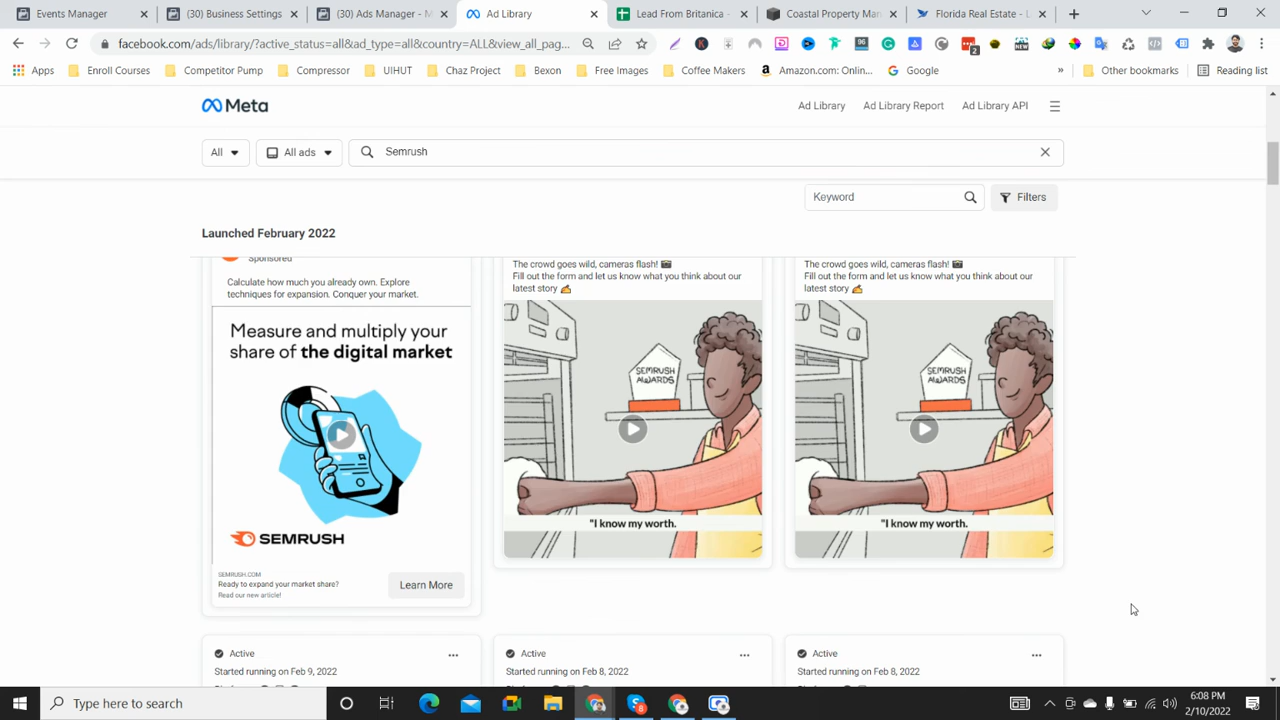 Events Manager
(30) Business Settings
(30) Ads Manager - M
Ad Library
Lead From Britanica -
Coastal Property Mar
Florida Real Estate - L
facebook.com/ads/library/?active_status=all&ad_type=all&country=ALL&view_all_pag...
Apps
Enroll Courses
Competitor Pump
Compressor
UIHUT
Chaz Project
Bexon
Free Images
Coffee Makers
Amazon.com: Onlin...
Google
»
Other bookmarks
Reading list
Meta
Ad Library
Ad Library Report
Ad Library API
All
All ads
Semrush
Keyword
Filters
Launched February 2022
Sponsored
Calculate how much you already own. Explore
techniques for expansion. Conquer your market.
Measure and multiply your
share of the digital market
SEMRUSH
SEMRUSH.COM
Ready to expand your market share?
Read our new article!
Learn More
The crowd goes wild, cameras flash! 📸
Fill out the form and let us know what you think about our
latest story ✍
SEMRUSH
AWARDS
"I know my worth.
The crowd goes wild, cameras flash! 📸
Fill out the form and let us know what you think about our
latest story ✍
SEMRUSH
AWARDS
"I know my worth.
Active
Started running on Feb 9, 2022
Active
Started running on Feb 8, 2022
Active
Started running on Feb 8, 2022
Type here to search
6:08 PM
2/10/2022